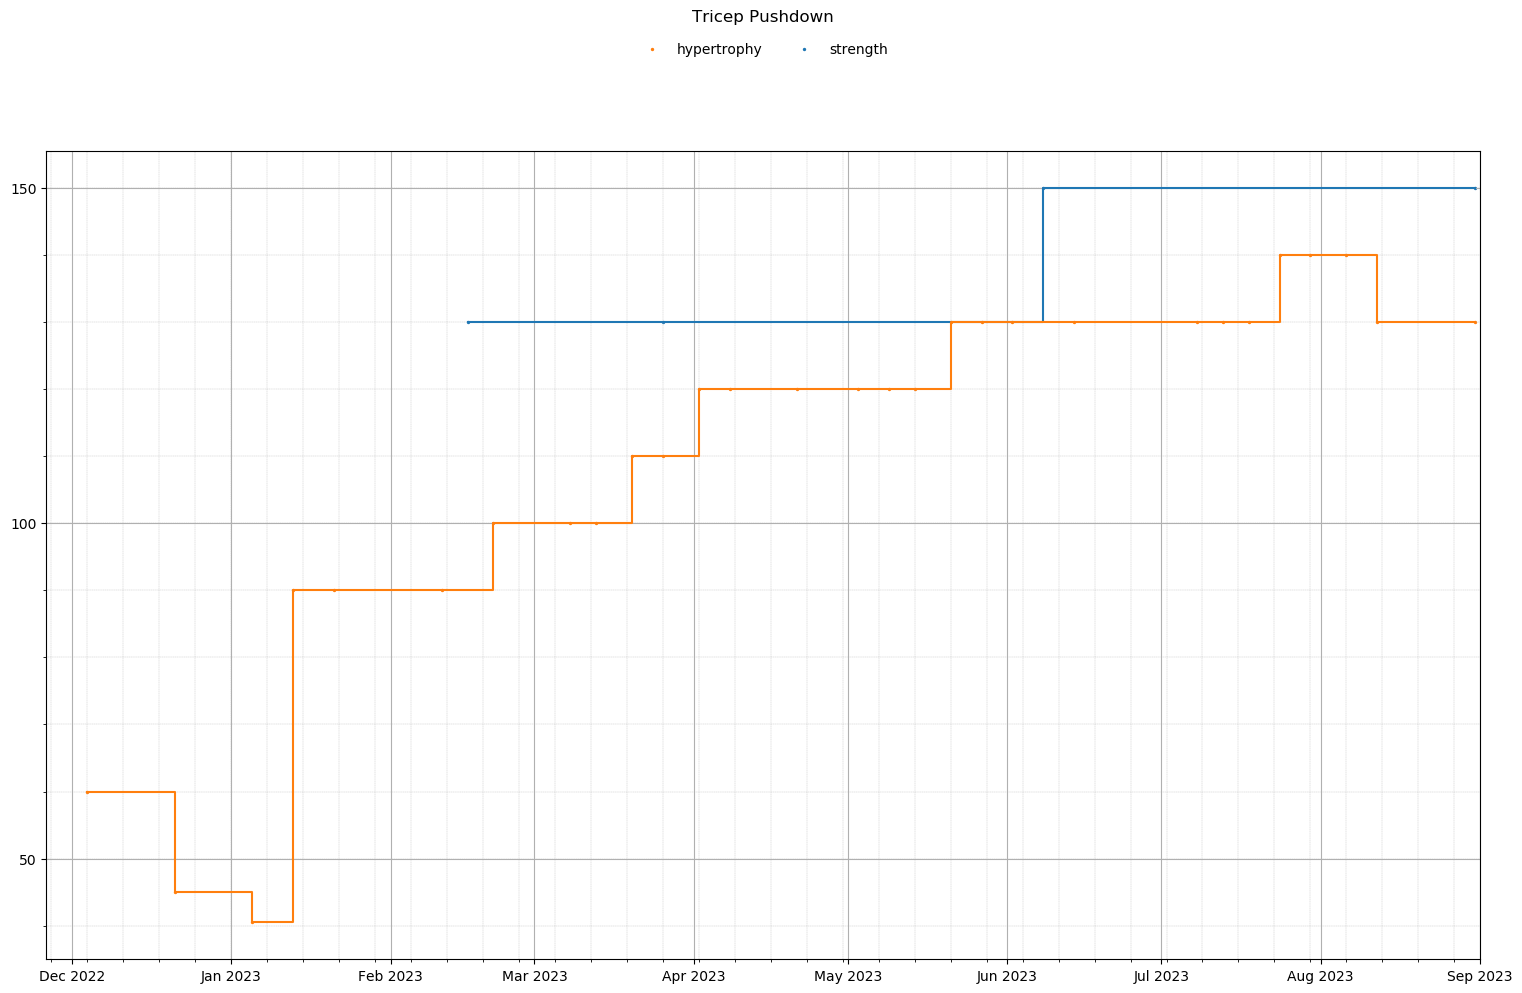 Tricep Pushdown
hypertrophy strength
150
100
50
Dec 2022 Jan 2023 Feb 2023 Mar 2023 Apr 2023 May 2023 Jun 2023 Jul 2023 Aug 2023 Sep 2023